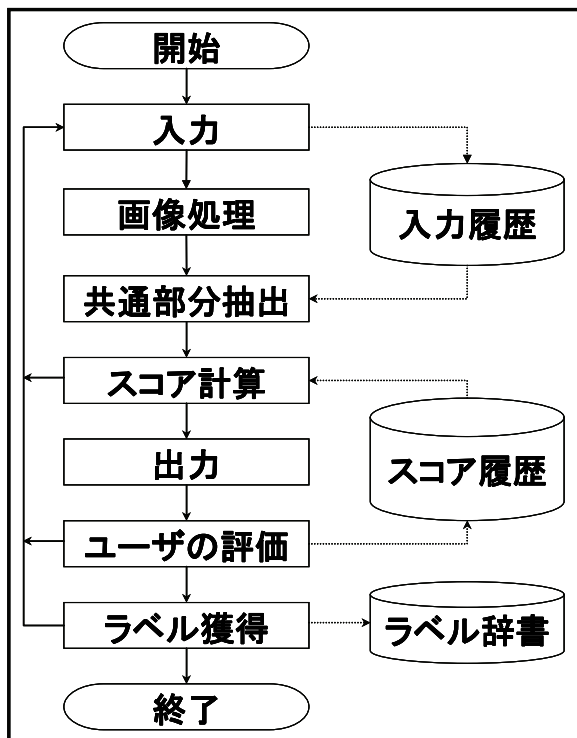 開始
入力
画像処理
入力履歴
共通部分抽出
スコア計算
出力
スコア履歴
ユーザの評価
ラベル獲得
ラベル辞書
終了